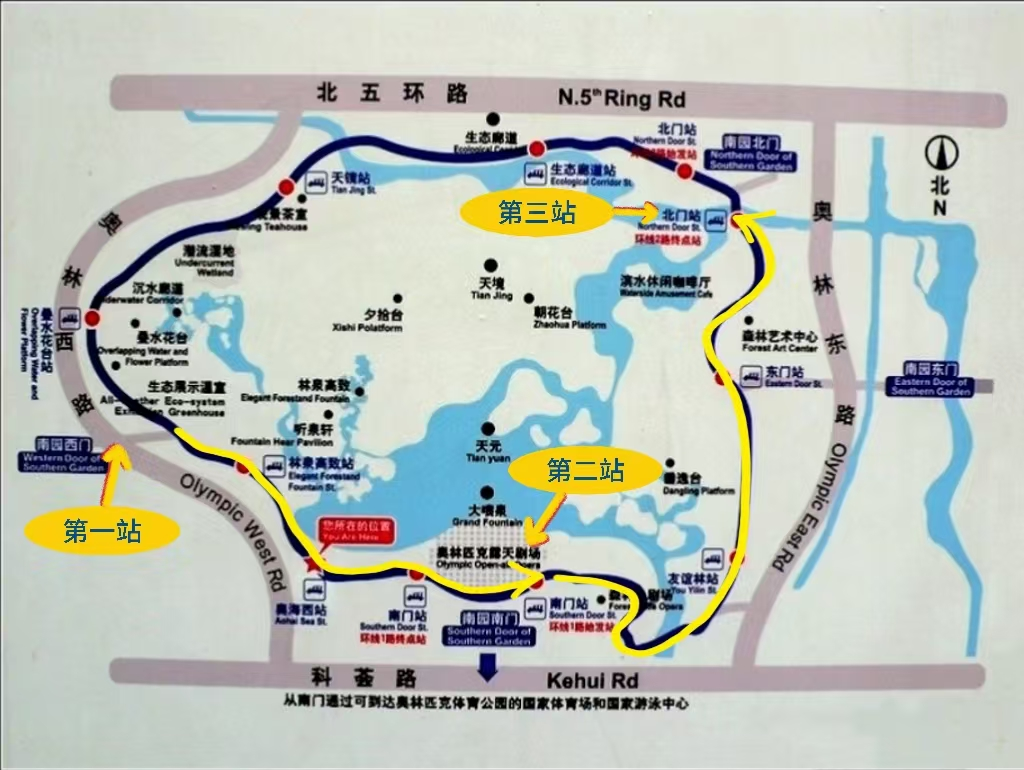 北五环路 N.5th Ring Rd
生态廊道
北门站
Northern Door St.
南园北门
Northern Door of
Southern Garden
生态廊道站
Ecological Corridor St.
天镜站
Tian Jing St.
北
N
第三站
北门站
Northern Door St.
环线2路终点站
奥
林
西
路
奥
林
东
路
潜流湿地
Undercurrent
Wetland
天境
Tian Jing
滨水休闲咖啡厅
Waterside Amusement Cafe
沉水廊道
夕拾台
Xishi Polatform
朝花台
Zhaohua Platform
叠水花台
Overlapping Water and
Flower Platform
叠水花台站
Overlapping Water and
Flower Platform
森林艺术中心
Forest Art Center
东门站
Eastern Door St.
南园东门
Eastern Door of
Southern Garden
生态展示温室
林泉高致
Elegant Forestand Fountain
听泉轩
Fountain Hear Pavilion
南园西门
Western Door of
Southern Garden
林泉高致站
Elegant Forestand
Fountain St.
天元
Tian yuan
第二站
Dangling Platform
大喷泉
Grand Fountain
第一站
Olympic West Rd
Olympic East Rd
您所在的位置
You Are Here
奥林匹克露天剧场
奥海西站
Aohai Sea St.
南门站
Southern Door St.
环线1路终点站
南园南门
Southern Door of
Southern Garden
南门站
Southern Door St.
环线1路始发站
友谊林站
You Yilin St.
科荟路 Kehui Rd
从南门通过可到达奥林匹克体育公园的国家体育场和国家游泳中心